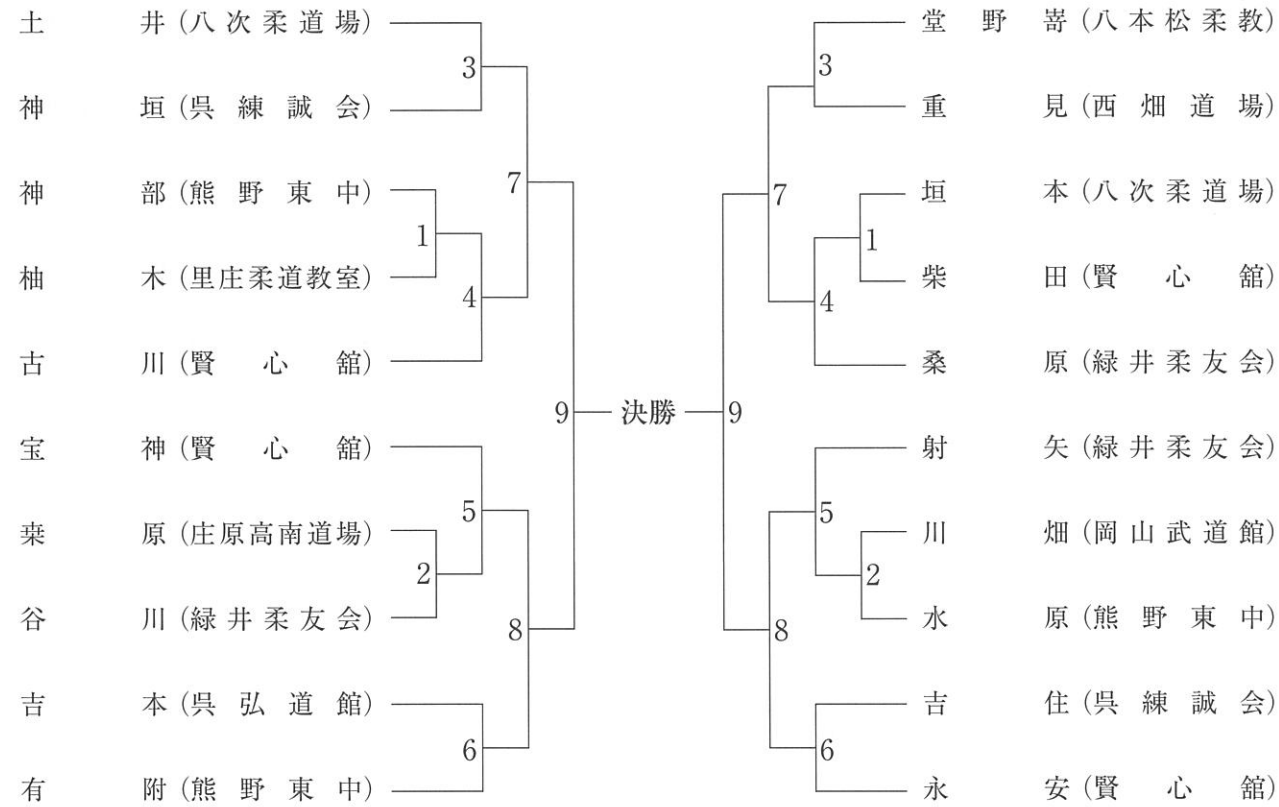 土井(八次柔道場)
神垣(呉練誠会)
神部(熊野東中)
柚木(里庄柔道教室)
古川(賢心舘)
宝神(賢心舘)
桒原(庄原高南道場)
谷川(緑井柔友会)
吉本(呉弘道館)
有附(熊野東中)
3
7
1
4
9
5
2
8
6
決勝
堂野嵜(八本松柔教)
重見(西畑道場)
垣本(八次柔道場)
柴田(賢心舘)
桑原(緑井柔友会)
射矢(緑井柔友会)
川畑(岡山武道館)
水原(熊野東中)
吉住(呉練誠会)
永安(賢心舘)
3
7
1
4
9
5
2
8
6